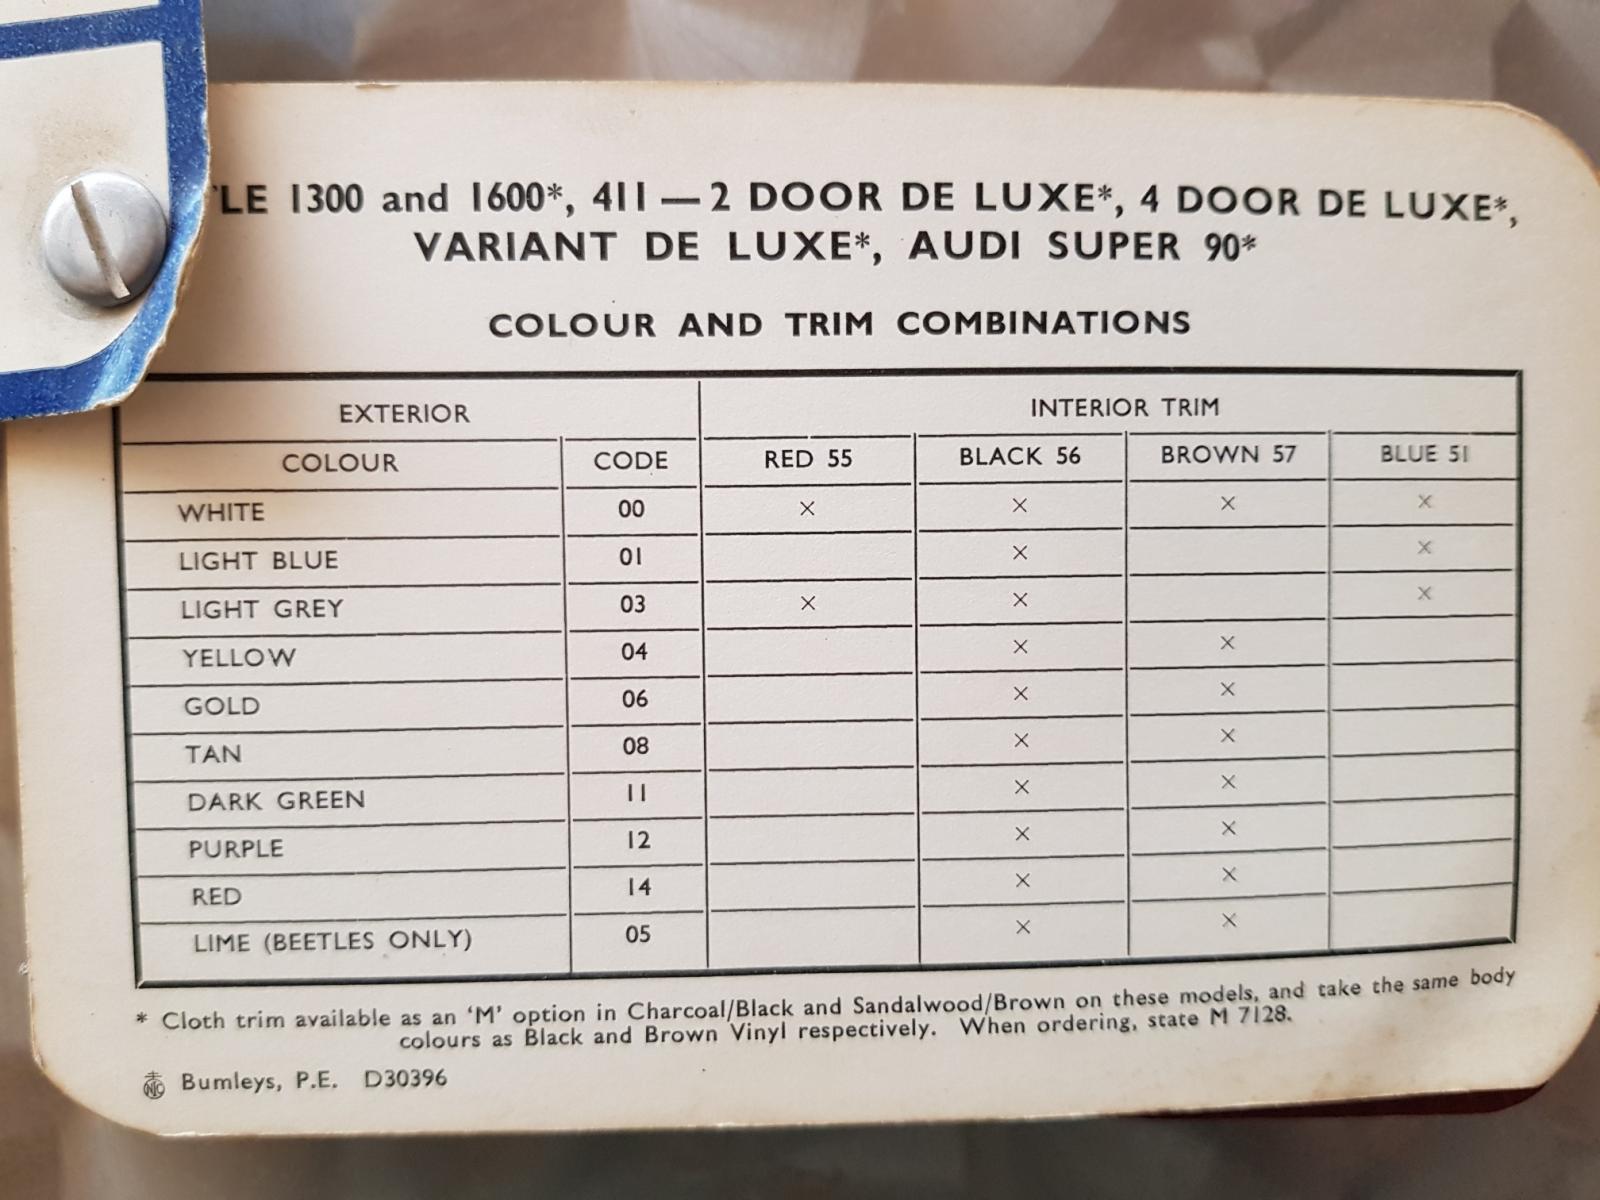 LE 1300 and 1600*, 411 — 2 DOOR DE LUXE*, 4 DOOR DE LUXE*,
VARIANT DE LUXE*, AUDI SUPER 90*
COLOUR AND TRIM COMBINATIONS
EXTERIOR INTERIOR TRIM
COLOUR CODE RED 55 BLACK 56 BROWN 57 BLUE 51
WHITE 00 × × × ×
LIGHT BLUE 01 × ×
LIGHT GREY 03 × × ×
YELLOW 04 × ×
GOLD 06 × ×
TAN 08 × ×
DARK GREEN 11 × ×
PURPLE 12 × ×
RED 14 × ×
LIME (BEETLES ONLY) 05 × ×
* Cloth trim available as an ‘M’ option in Charcoal/Black and Sandalwood/Brown on these models, and take the same body
colours as Black and Brown Vinyl respectively. When ordering, state M 7128.
Bumleys, P.E. D30396